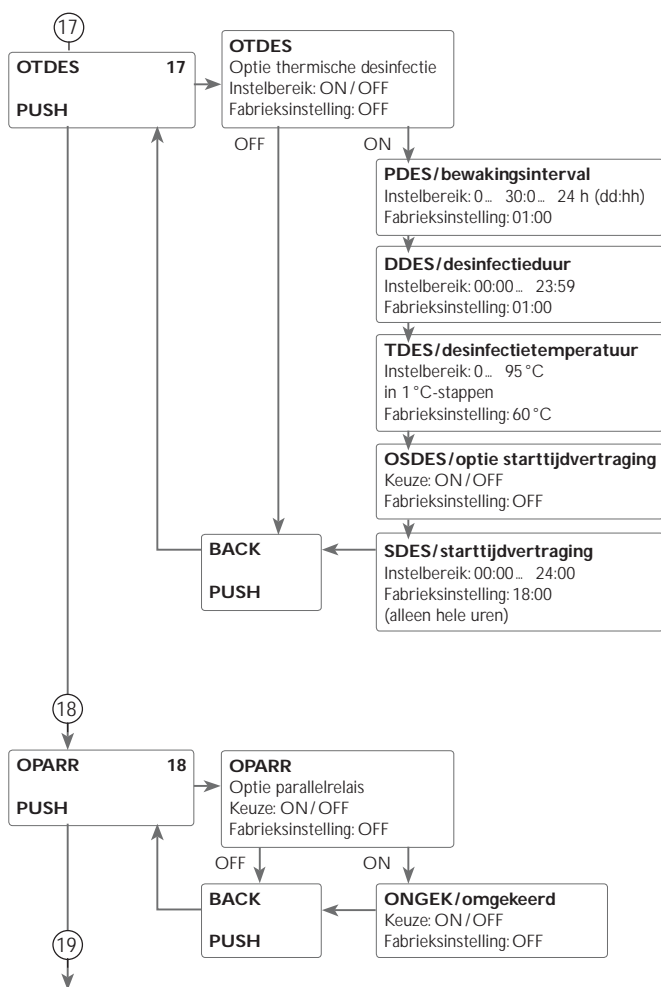 17
OTDES 17
PUSH
OTDES
Optie thermische desinfectie
Instelbereik: ON / OFF
Fabrieksinstelling: OFF
OFF
ON
PDES/bewakingsinterval
Instelbereik: 0... 30:0... 24 h (dd:hh)
Fabrieksinstelling: 01:00
DDES/desinfectieduur
Instelbereik: 00:00... 23:59
Fabrieksinstelling: 01:00
TDES/desinfectietemperatuur
Instelbereik: 0... 95 °C
in 1 °C-stappen
Fabrieksinstelling: 60 °C
OSDES/optie starttijdvertraging
Keuze: ON / OFF
Fabrieksinstelling: OFF
SDES/starttijdvertraging
Instelbereik: 00:00... 24:00
Fabrieksinstelling: 18:00
(alleen hele uren)
BACK
PUSH
18
OPARR 18
PUSH
OPARR
Optie parallelrelais
Keuze: ON / OFF
Fabrieksinstelling: OFF
OFF
ON
BACK
PUSH
ONGEK/omgekeerd
Keuze: ON / OFF
Fabrieksinstelling: OFF
19